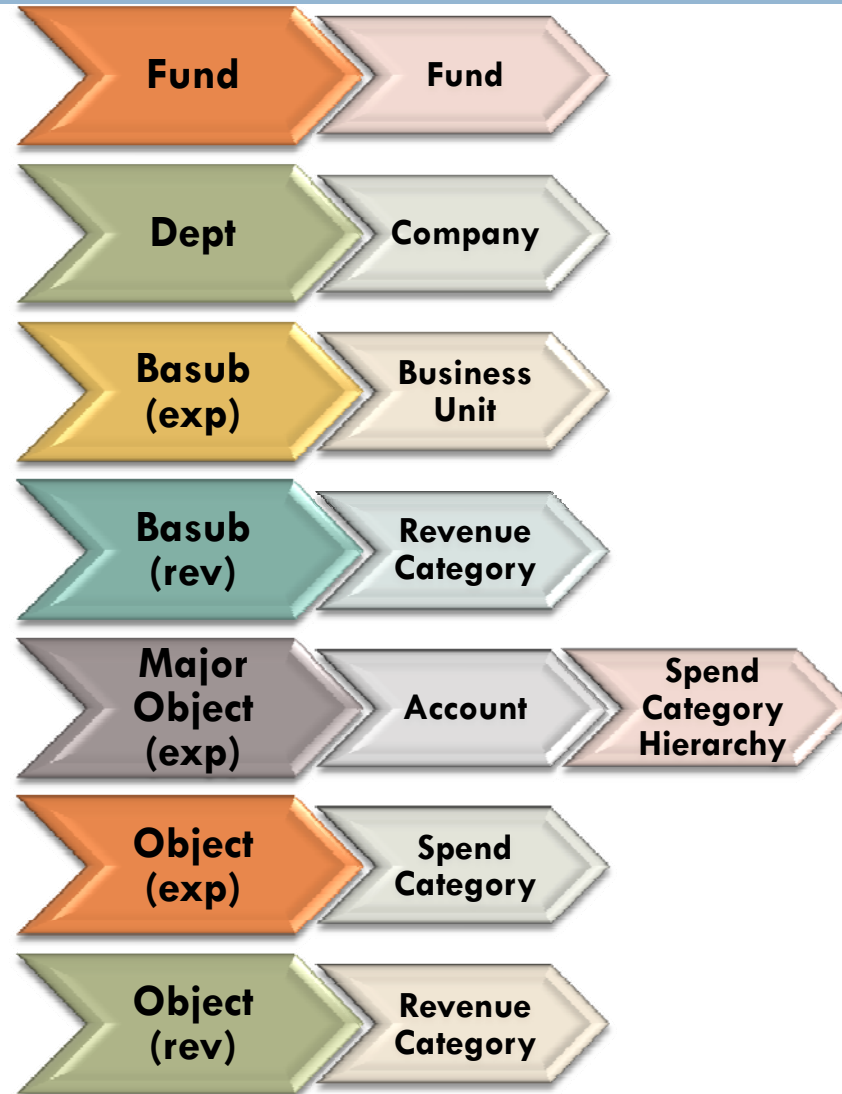 Fund
Fund
Dept
Company
Basub
(exp)
Business
Unit
Basub
(rev)
Revenue
Category
Major
Object
(exp)
Account
Spend
Category
Hierarchy
Object
(exp)
Spend
Category
Object
(rev)
Revenue
Category